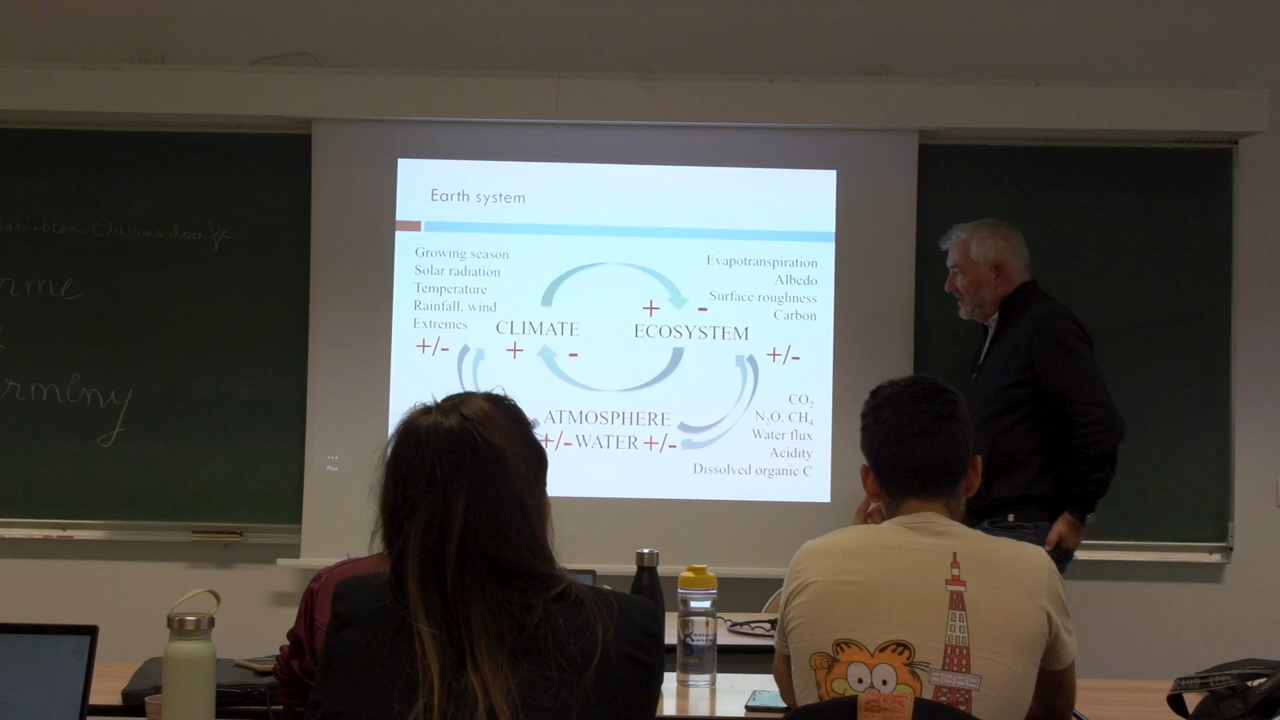 Earth system
Growing season
Solar radiation
Temperature
Rainfall, wind
Extremes
+/-
Evapotranspiration
Albedo
Surface roughness
Carbon
+ -
CLIMATE
ECOSYSTEM
+ -
+/-
ATMOSPHERE
+/-WATER +/-
CO₂
N₂O, CH₄
Water flux
Acidity
Dissolved organic C
rme
rminy